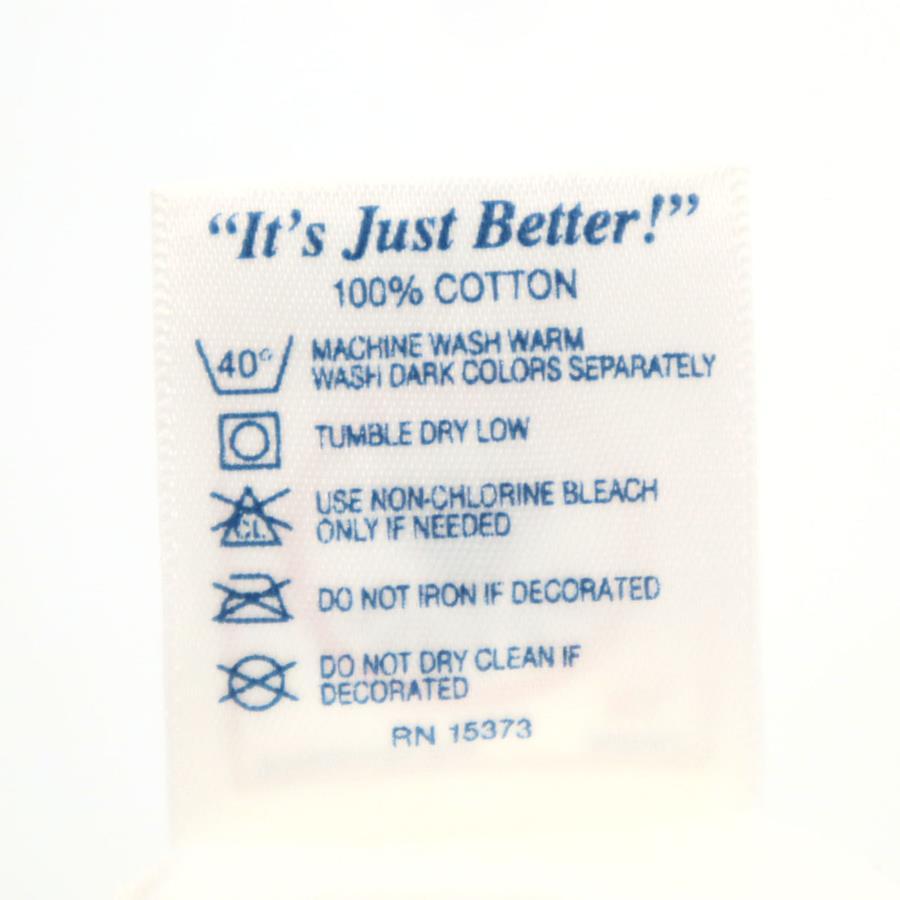 “It’s Just Better!”
100% COTTON
40°
MACHINE WASH WARM
WASH DARK COLORS SEPARATELY
TUMBLE DRY LOW
CL
USE NON-CHLORINE BLEACH
ONLY IF NEEDED
DO NOT IRON IF DECORATED
DO NOT DRY CLEAN IF
DECORATED
RN 15373